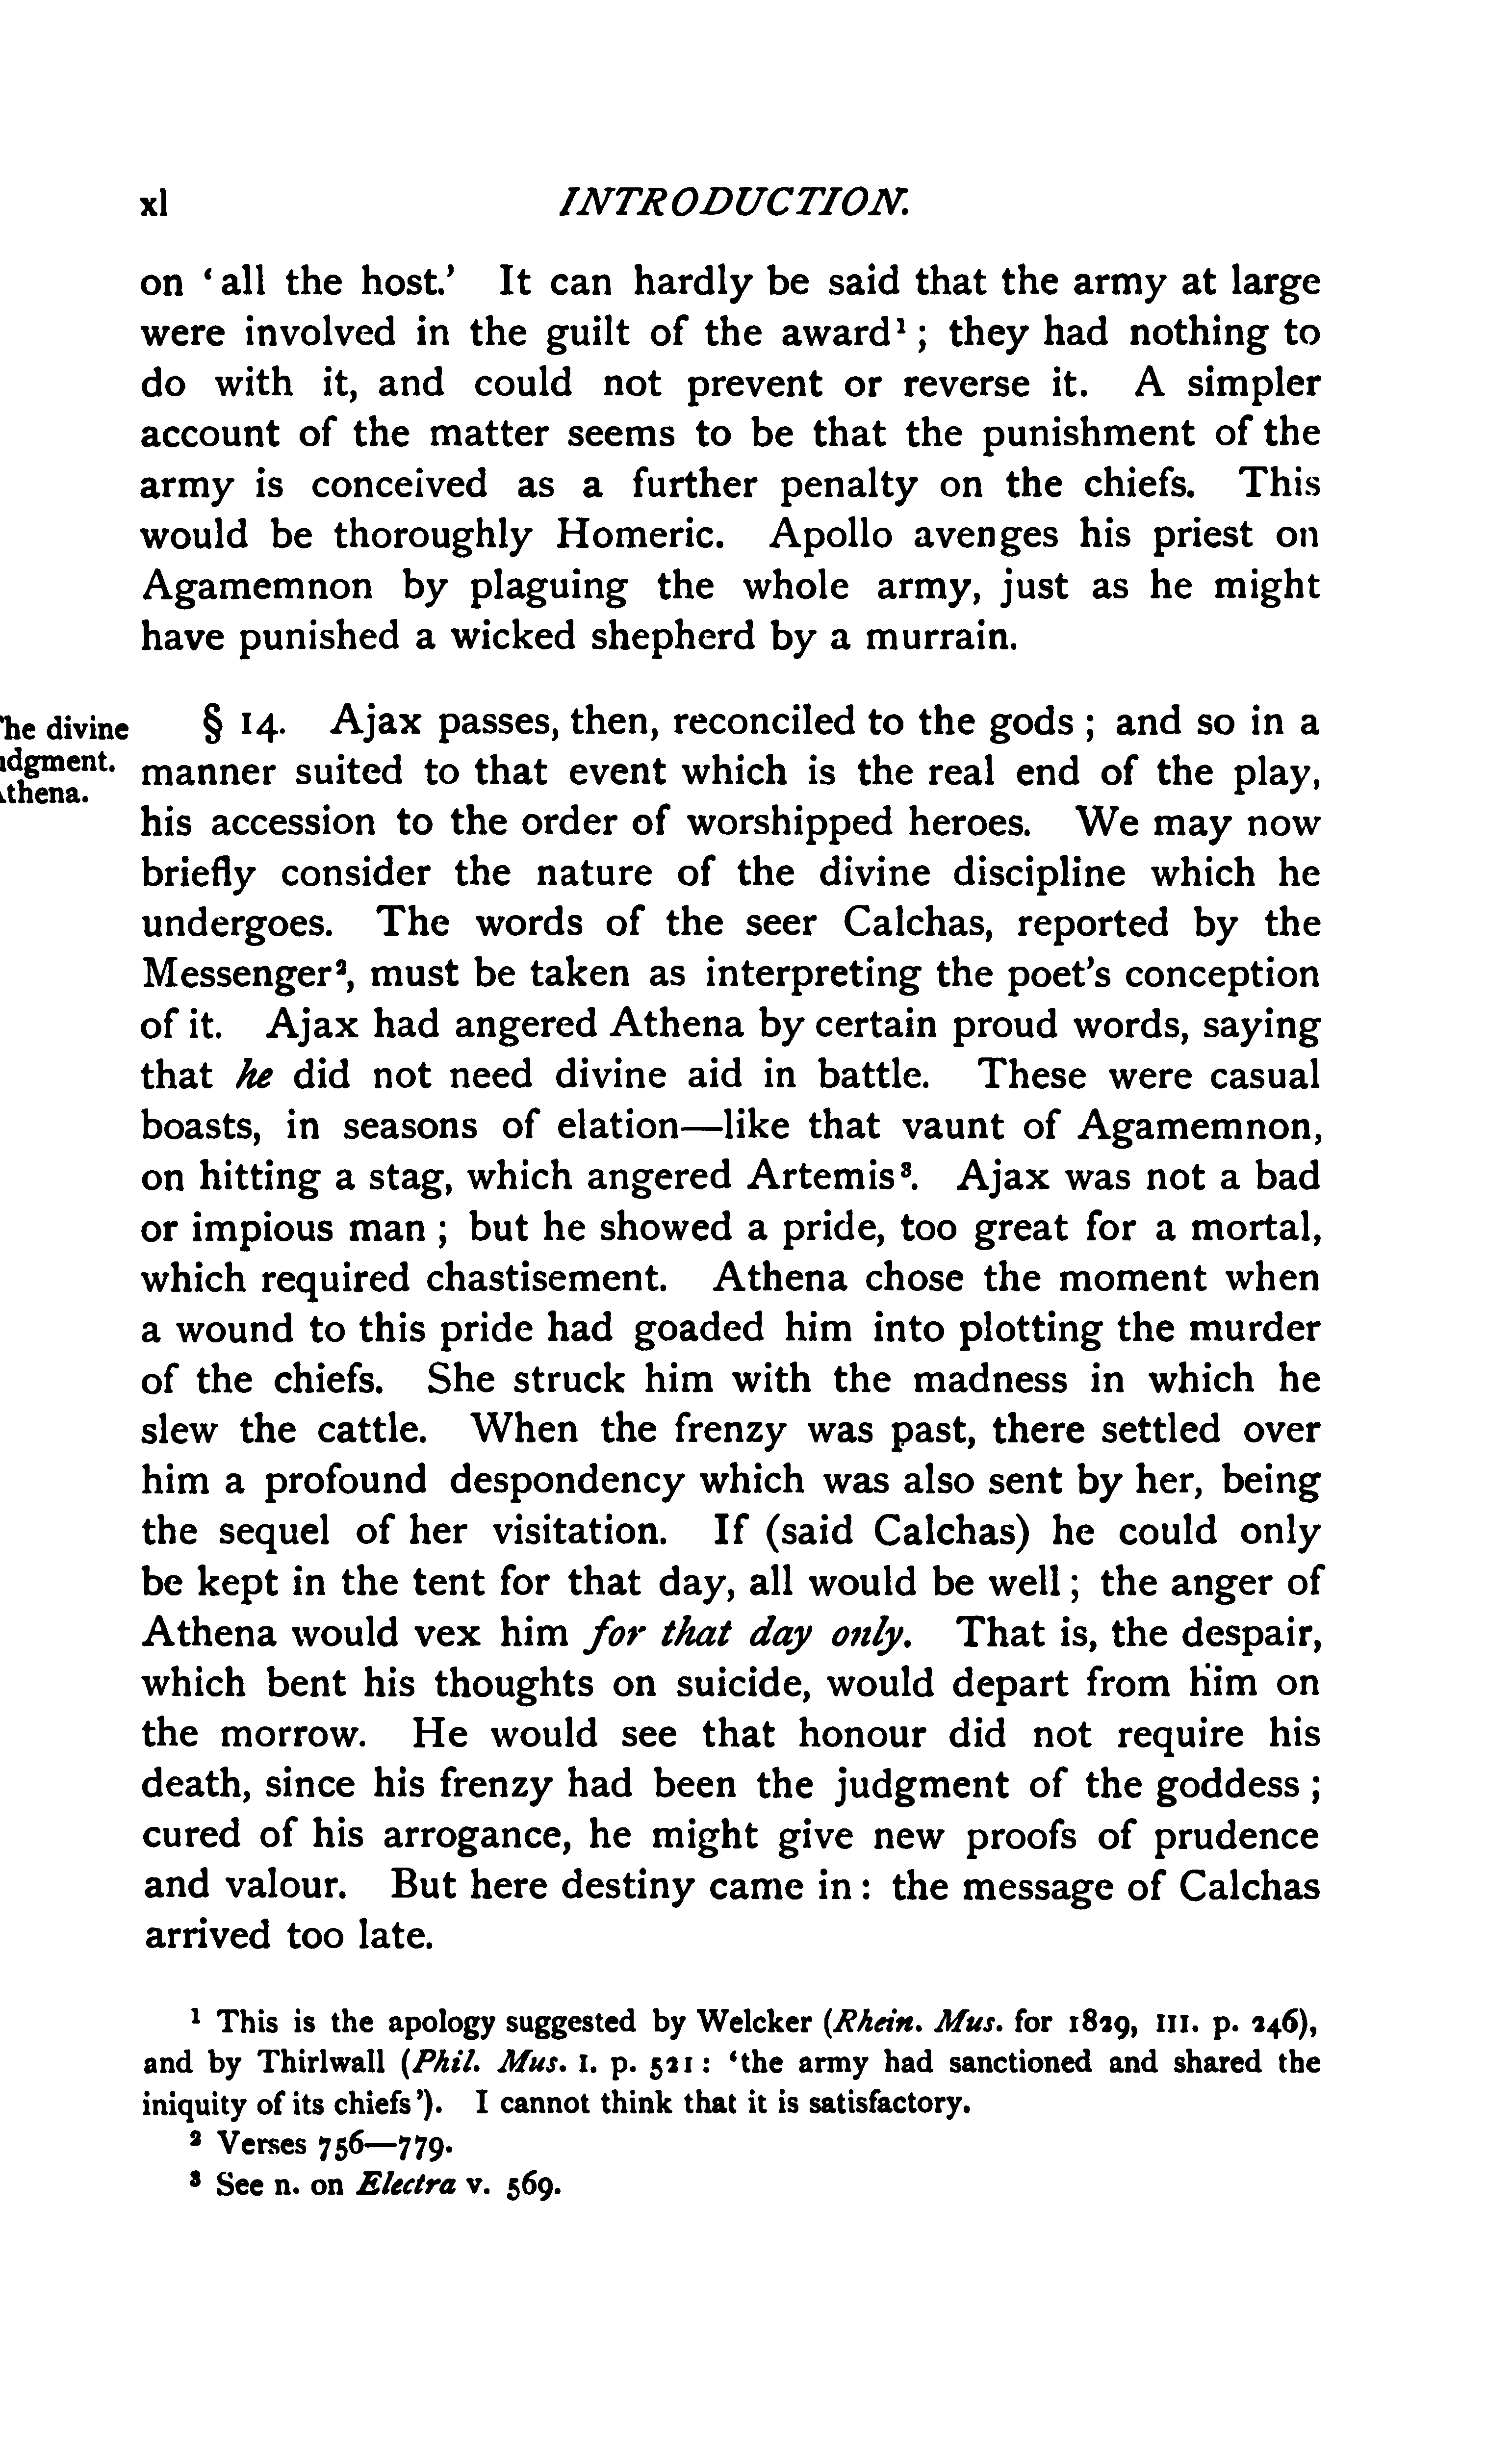 xl INTRODUCTION.
on ‘all the host.’ It can hardly be said that the army at large
were involved in the guilt of the award¹; they had nothing to
do with it, and could not prevent or reverse it. A simpler
account of the matter seems to be that the punishment of the
army is conceived as a further penalty on the chiefs. This
would be thoroughly Homeric. Apollo avenges his priest on
Agamemnon by plaguing the whole army, just as he might
have punished a wicked shepherd by a murrain.
he divine
dgment.
thena.
§ 14. Ajax passes, then, reconciled to the gods; and so in a
manner suited to that event which is the real end of the play,
his accession to the order of worshipped heroes. We may now
briefly consider the nature of the divine discipline which he
undergoes. The words of the seer Calchas, reported by the
Messenger², must be taken as interpreting the poet's conception
of it. Ajax had angered Athena by certain proud words, saying
that he did not need divine aid in battle. These were casual
boasts, in seasons of elation—like that vaunt of Agamemnon,
on hitting a stag, which angered Artemis³. Ajax was not a bad
or impious man; but he showed a pride, too great for a mortal,
which required chastisement. Athena chose the moment when
a wound to this pride had goaded him into plotting the murder
of the chiefs. She struck him with the madness in which he
slew the cattle. When the frenzy was past, there settled over
him a profound despondency which was also sent by her, being
the sequel of her visitation. If (said Calchas) he could only
be kept in the tent for that day, all would be well; the anger of
Athena would vex him for that day only. That is, the despair,
which bent his thoughts on suicide, would depart from him on
the morrow. He would see that honour did not require his
death, since his frenzy had been the judgment of the goddess;
cured of his arrogance, he might give new proofs of prudence
and valour. But here destiny came in: the message of Calchas
arrived too late.
¹ This is the apology suggested by Welcker (Rhein. Mus. for 1829, III. p. 246),
and by Thirlwall (Phil. Mus. I. p. 521: ‘the army had sanctioned and shared the
iniquity of its chiefs’). I cannot think that it is satisfactory.
² Verses 756—779.
³ See n. on Electra v. 569.